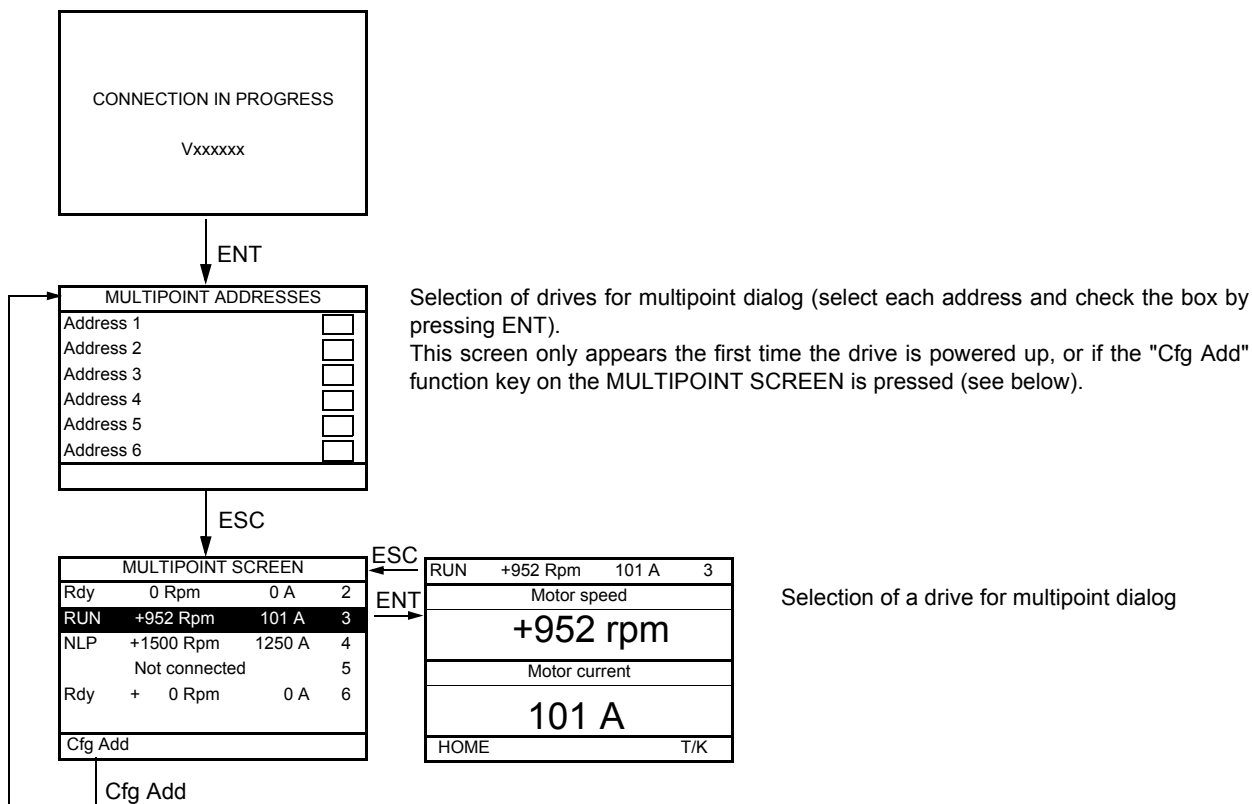 CONNECTION IN PROGRESS
Vxxxxxx
ENT
MULTIPOINT ADDRESSES
Address 1
Address 2
Address 3
Address 4
Address 5
Address 6
Selection of drives for multipoint dialog (select each address and check the box by
pressing ENT).
This screen only appears the first time the drive is powered up, or if the "Cfg Add"
function key on the MULTIPOINT SCREEN is pressed (see below).
ESC
MULTIPOINT SCREEN
Rdy 0 Rpm 0 A 2
RUN +952 Rpm 101 A 3
NLP +1500 Rpm 1250 A 4
Not connected 5
Rdy + 0 Rpm 0 A 6
Cfg Add
ESC
ENT
RUN +952 Rpm 101 A 3
Motor speed
+952 rpm
Motor current
101 A
HOME T/K
Selection of a drive for multipoint dialog
Cfg Add